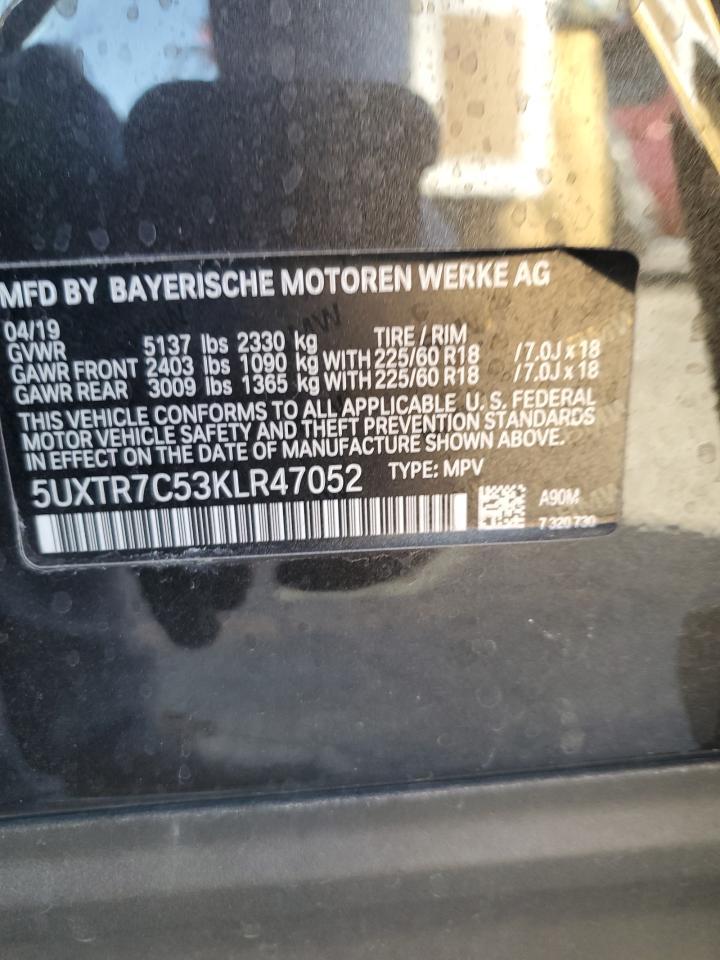 MFD BY BAYERISCHE MOTOREN WERKE AG
04/19
GVWR 5137 lbs 2330 kg TIRE / RIM
GAWR FRONT 2403 lbs 1090 kg WITH 225/60 R18 /7.0J x 18
GAWR REAR 3009 lbs 1365 kg WITH 225/60 R18 /7.0J x 18
THIS VEHICLE CONFORMS TO ALL APPLICABLE U. S. FEDERAL
MOTOR VEHICLE SAFETY AND THEFT PREVENTION STANDARDS
IN EFFECT ON THE DATE OF MANUFACTURE SHOWN ABOVE.
5UXTR7C53KLR47052 TYPE: MPV
A90M
7 320 730